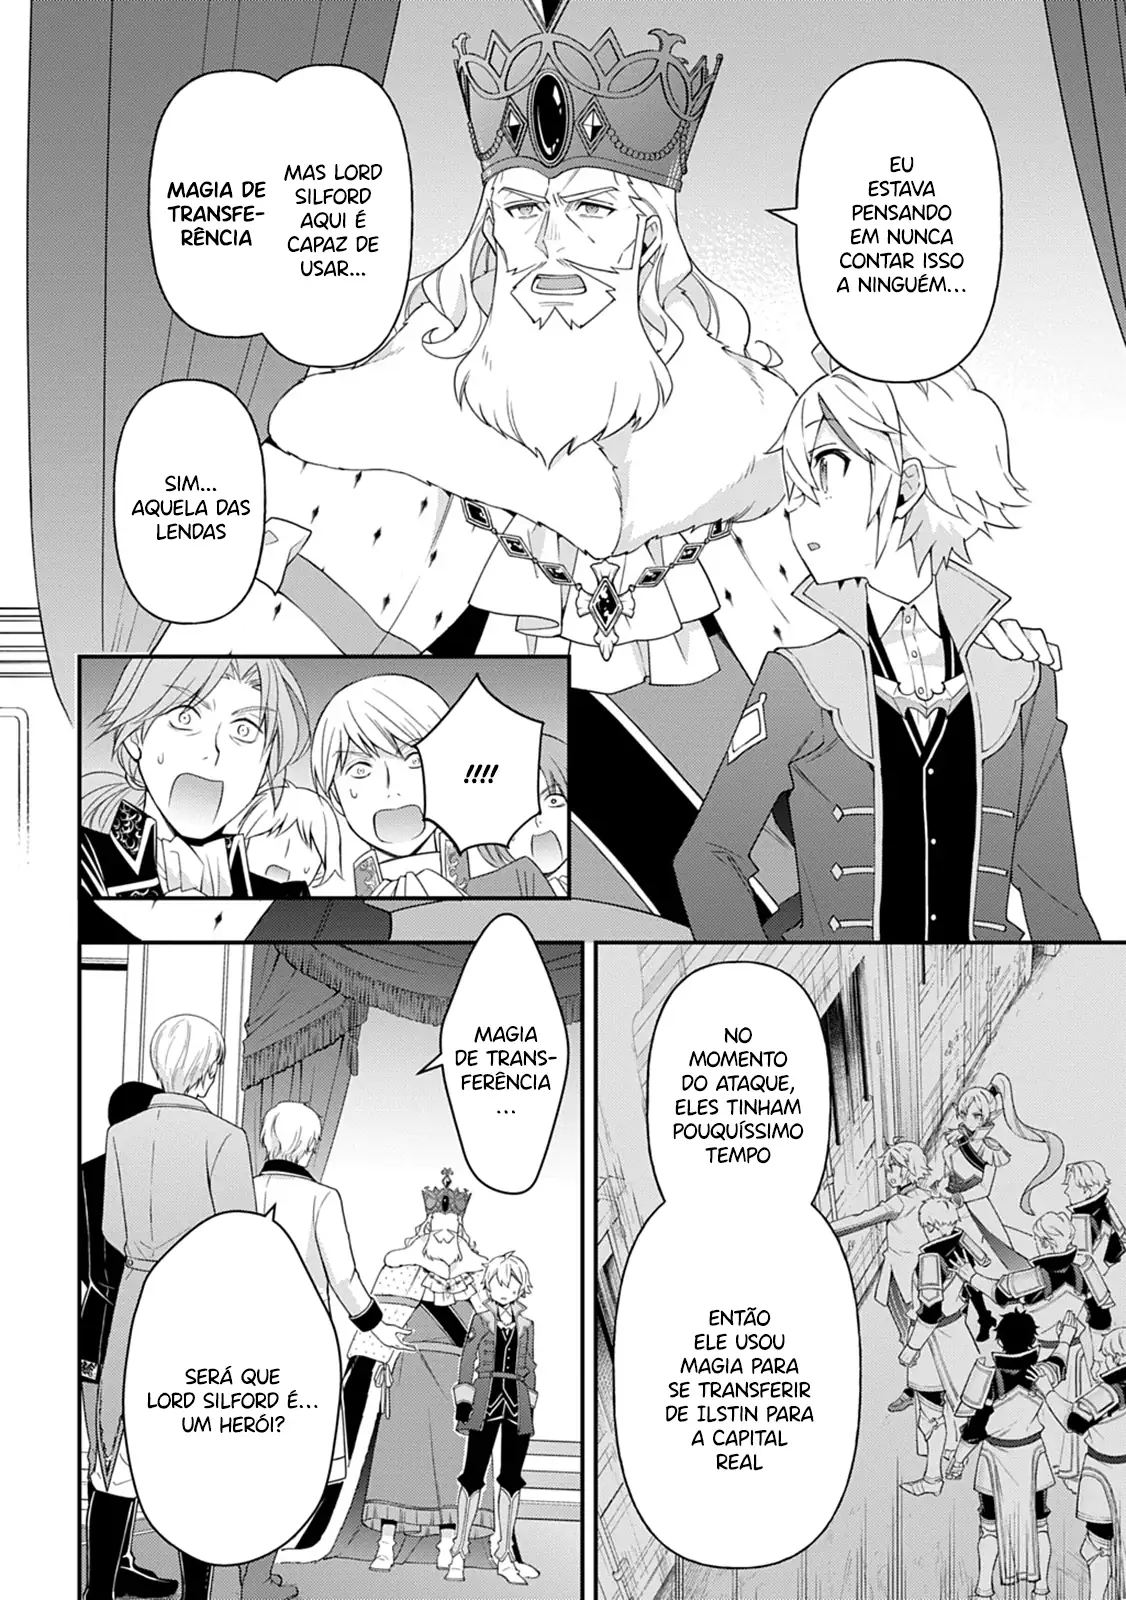 EU
ESTAVA
PENSANDO
EM NUNCA
CONTAR ISSO
A NINGUÉM...
MAS LORD
SILFORD
AQUI É
CAPAZ DE
USAR...
MAGIA DE
TRANSFE-
RÊNCIA
SIM...
AQUELA DAS
LENDAS
!!!!
NO
MOMENTO
DO ATAQUE,
ELES TINHAM
POUQUÍSSIMO
TEMPO
ENTÃO
ELE USOU
MAGIA PARA
SE TRANSFERIR
DE ILSTIN PARA
A CAPITAL
REAL
MAGIA
DE TRANS-
FERÊNCIA
...
SERÁ QUE
LORD SILFORD É...
UM HERÓI?